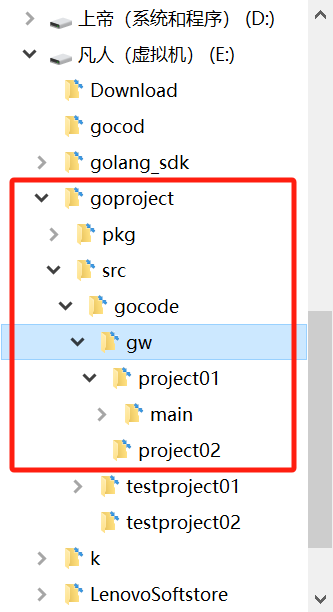 上帝（系统和程序） (D:)
凡人（虚拟机） (E:)
Download
gocod
golang_sdk
goproject
pkg
src
gocode
gw
project01
main
project02
testproject01
testproject02
k
LenovoSoftstore